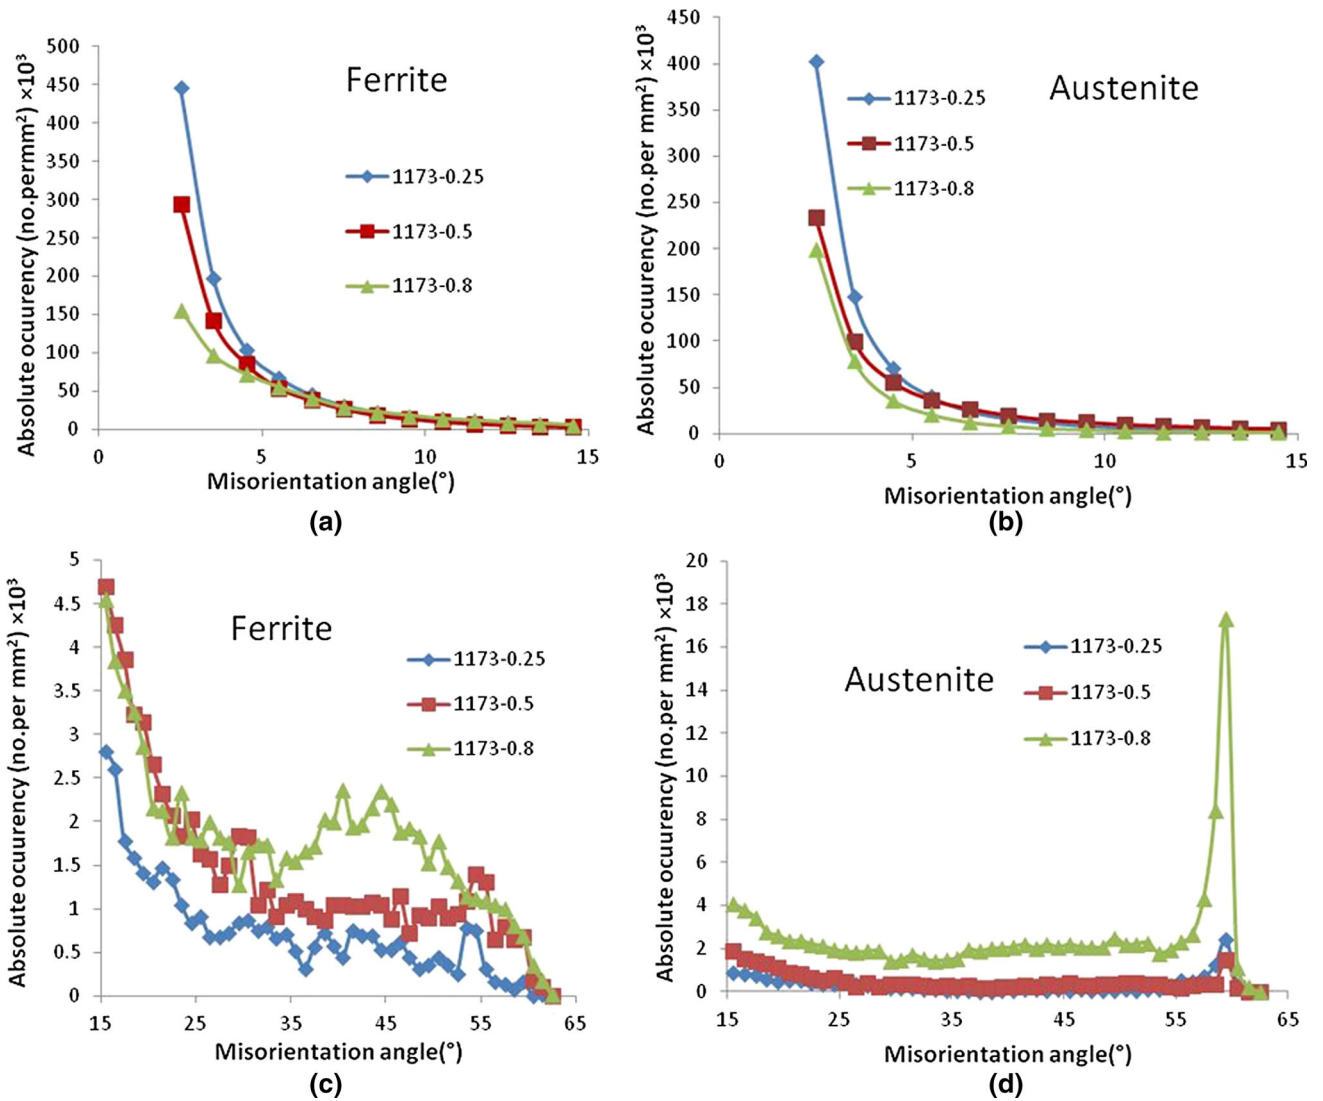 Absolute ocuurency (no.permm²) ×10³
500
450
400
350
300
250
200
150
100
50
0
Ferrite
1173-0.25
1173-0.5
1173-0.8
0 5 10 15
Misorientation angle(°)
(a)
Absolute ocuurency (no.per mm²) ×10³
450
400
350
300
250
200
150
100
50
0
Austenite
1173-0.25
1173-0.5
1173-0.8
0 5 10 15
Misorientation angle(°)
(b)
Absolute ocuurency (no.per mm²) ×10³
5
4.5
4
3.5
3
2.5
2
1.5
1
0.5
0
Ferrite
1173-0.25
1173-0.5
1173-0.8
15 25 35 45 55 65
Misorientation angle(°)
(c)
Absolute ocuurency (no.per mm²) ×10³
20
18
16
14
12
10
8
6
4
2
0
Austenite
1173-0.25
1173-0.5
1173-0.8
15 25 35 45 55 65
Misorientation angle(°)
(d)